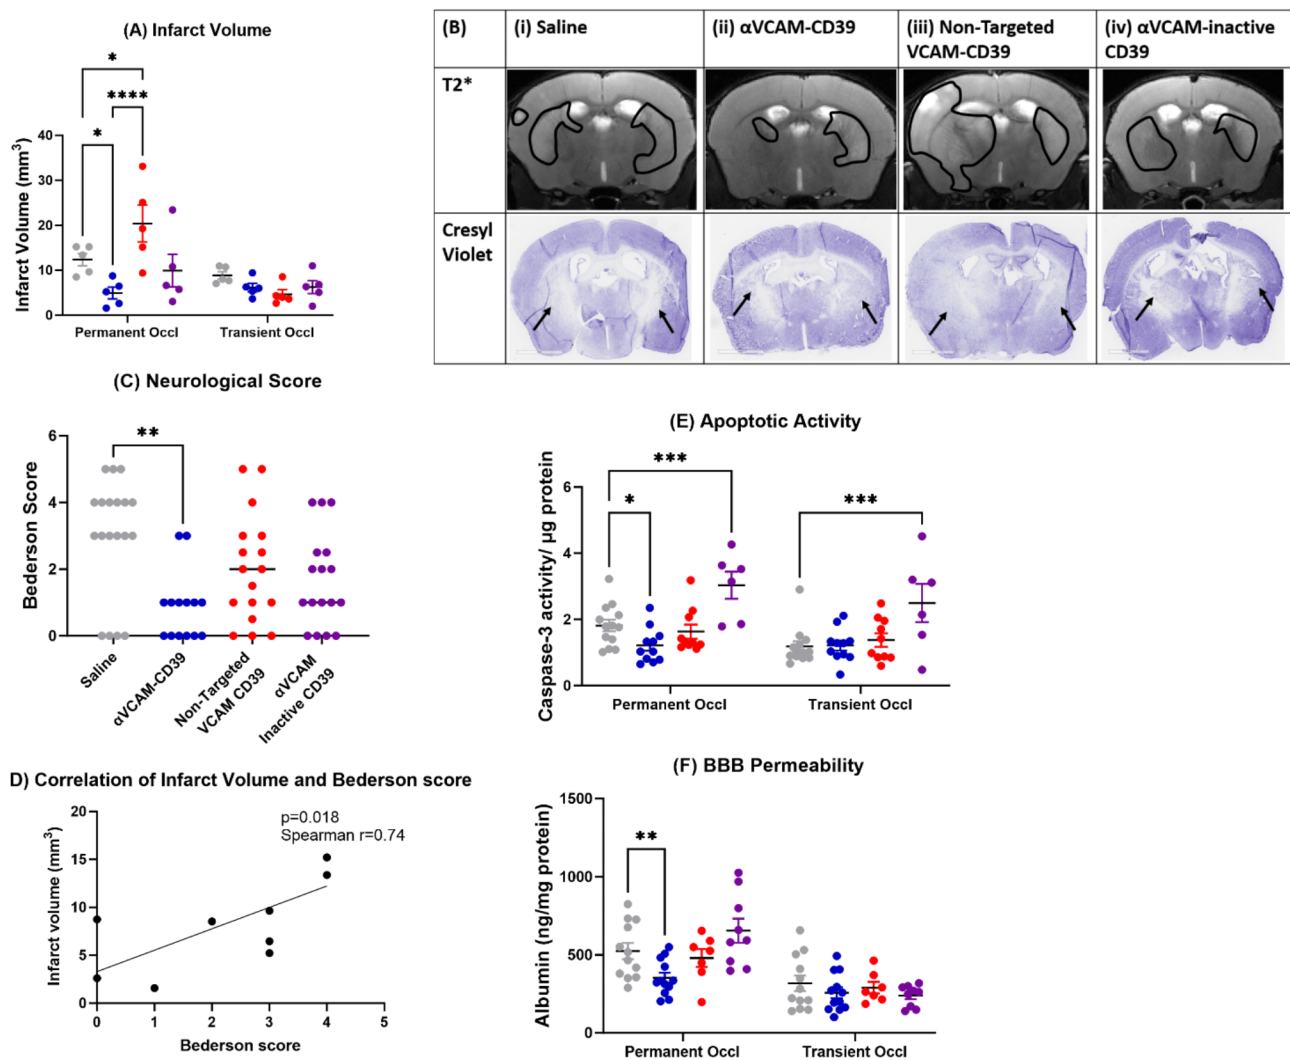 (A) Infarct Volume
*
****
*
Infarct Volume (mm³)
40
30
20
10
0
Permanent Occl
Transient Occl
(B)
(i) Saline
(ii) αVCAM-CD39
(iii) Non-Targeted
VCAM-CD39
(iv) αVCAM-inactive
CD39
T2*
Cresyl
Violet
(C) Neurological Score
**
Bederson Score
6
4
2
0
Saline
αVCAM-CD39
Non-Targeted
VCAM CD39
αVCAM
Inactive CD39
D) Correlation of Infarct Volume and Bederson score
p=0.018
Spearman r=0.74
Infarct volume (mm³)
20
15
10
5
0
0
1
2
3
4
5
Bederson score
(E) Apoptotic Activity
***
*
***
Caspase-3 activity/ µg protein
6
4
2
0
Permanent Occl
Transient Occl
(F) BBB Permeability
**
Albumin (ng/mg protein)
1500
1000
500
0
Permanent Occl
Transient Occl